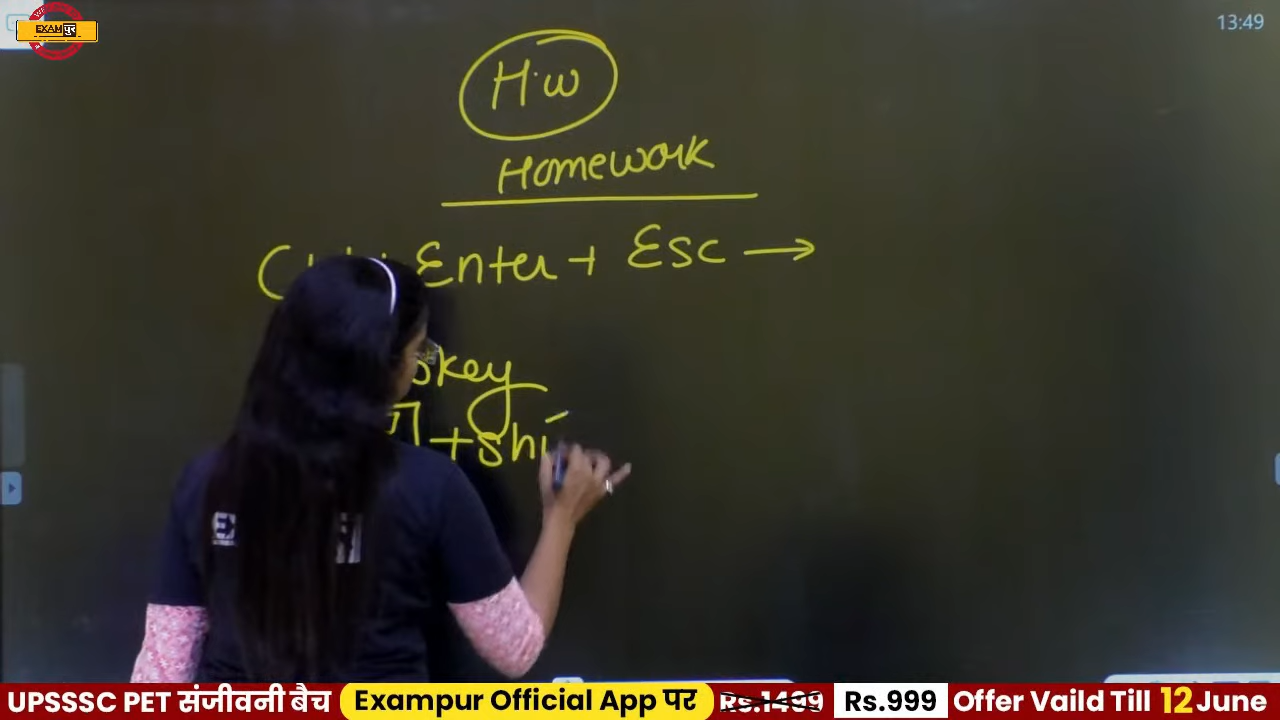 EXAMपुर
13:49
H.W
Homework
Enter + Esc →
key
+ shi
UPSSSC PET संजीवनी बैच Exampur Official App पर Rs.1499 Rs.999 Offer Vaild Till 12 June